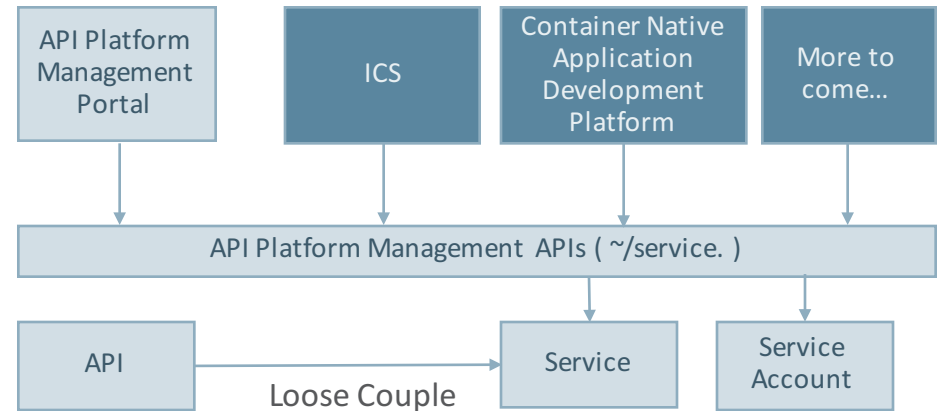 API Platform
Management
Portal
ICS
Container Native
Application
Development
Platform
More to
come...
API Platform Management APIs ( ~/service. )
API
Loose Couple
Service
Service
Account